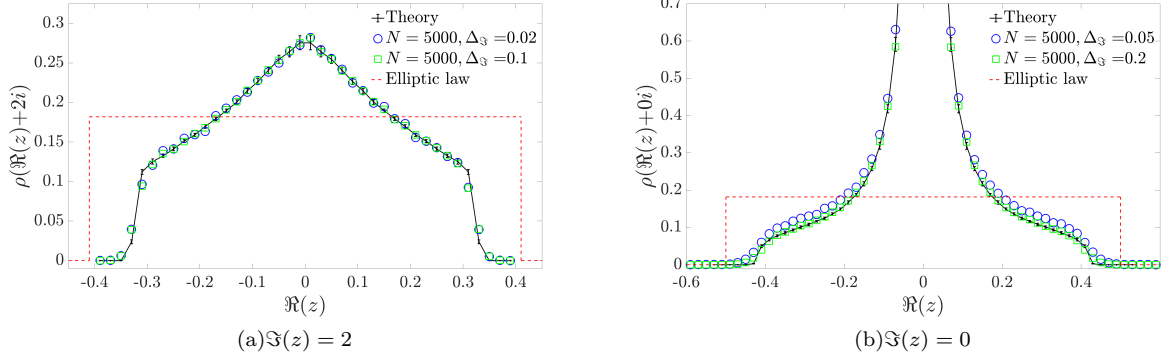 0.3
0.25
0.2
0.15
0.1
0.05
0
-0.4
-0.3
-0.2
-0.1
0
0.1
0.2
0.3
0.4
ρ(ℜ(z)+2i)
ℜ(z)
Theory
N = 5000, Δ_ℑ =0.02
N = 5000, Δ_ℑ =0.1
Elliptic law
(a)ℑ(z) = 2
0.7
0.6
0.5
0.4
0.3
0.2
0.1
0
-0.6
-0.4
-0.2
0
0.2
0.4
0.6
ρ(ℜ(z)+0i)
ℜ(z)
Theory
N = 5000, Δ_ℑ =0.05
N = 5000, Δ_ℑ =0.2
Elliptic law
(b)ℑ(z) = 0